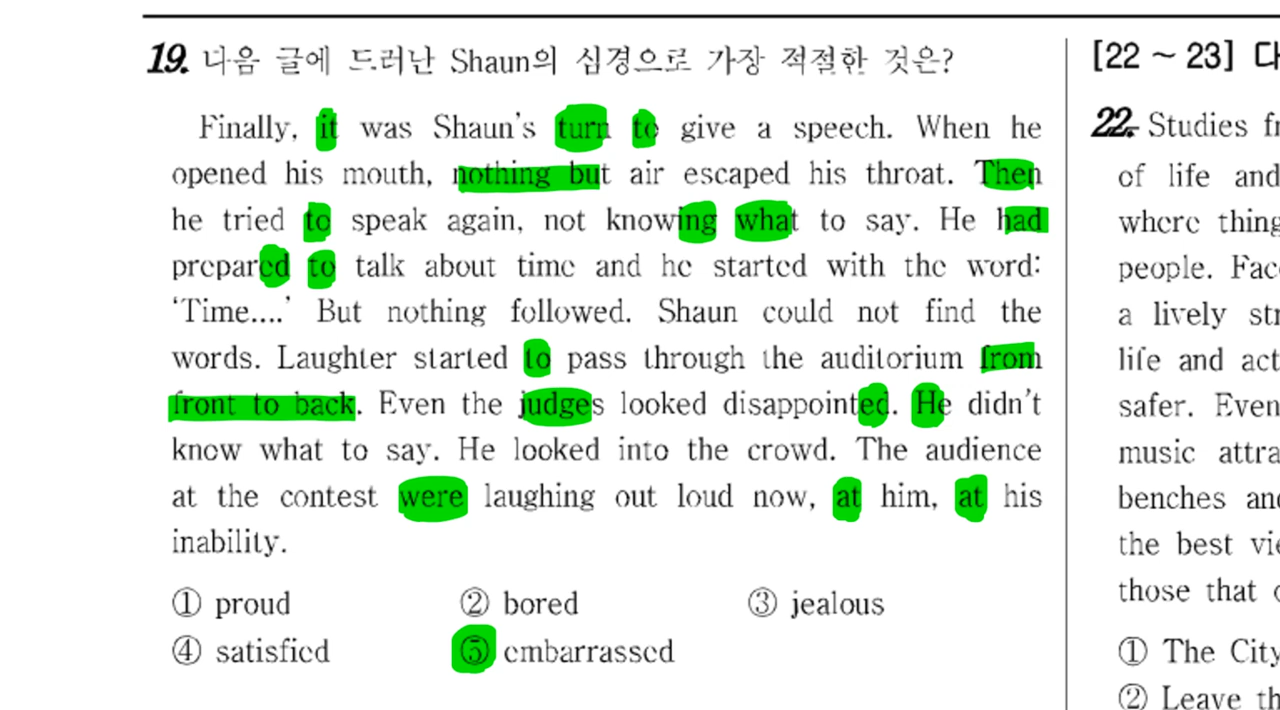 19. 다음 글에 드러난 Shaun의 심경으로 가장 적절한 것은?
Finally, it was Shaun's turn to give a speech. When he
opened his mouth, nothing but air escaped his throat. Then
he tried to speak again, not knowing what to say. He had
prepared to talk about time and he started with the word:
'Time....' But nothing followed. Shaun could not find the
words. Laughter started to pass through the auditorium from
front to back. Even the judges looked disappointed. He didn't
know what to say. He looked into the crowd. The audience
at the contest were laughing out loud now, at him, at his
inability.
① proud ② bored ③ jealous
④ satisfied ⑤ embarrassed
[22 ~ 23]
22. Studies
of life and
where
people.
a lively
life and
safer. Even
music
benches
the best
those that
① The City
② Leave